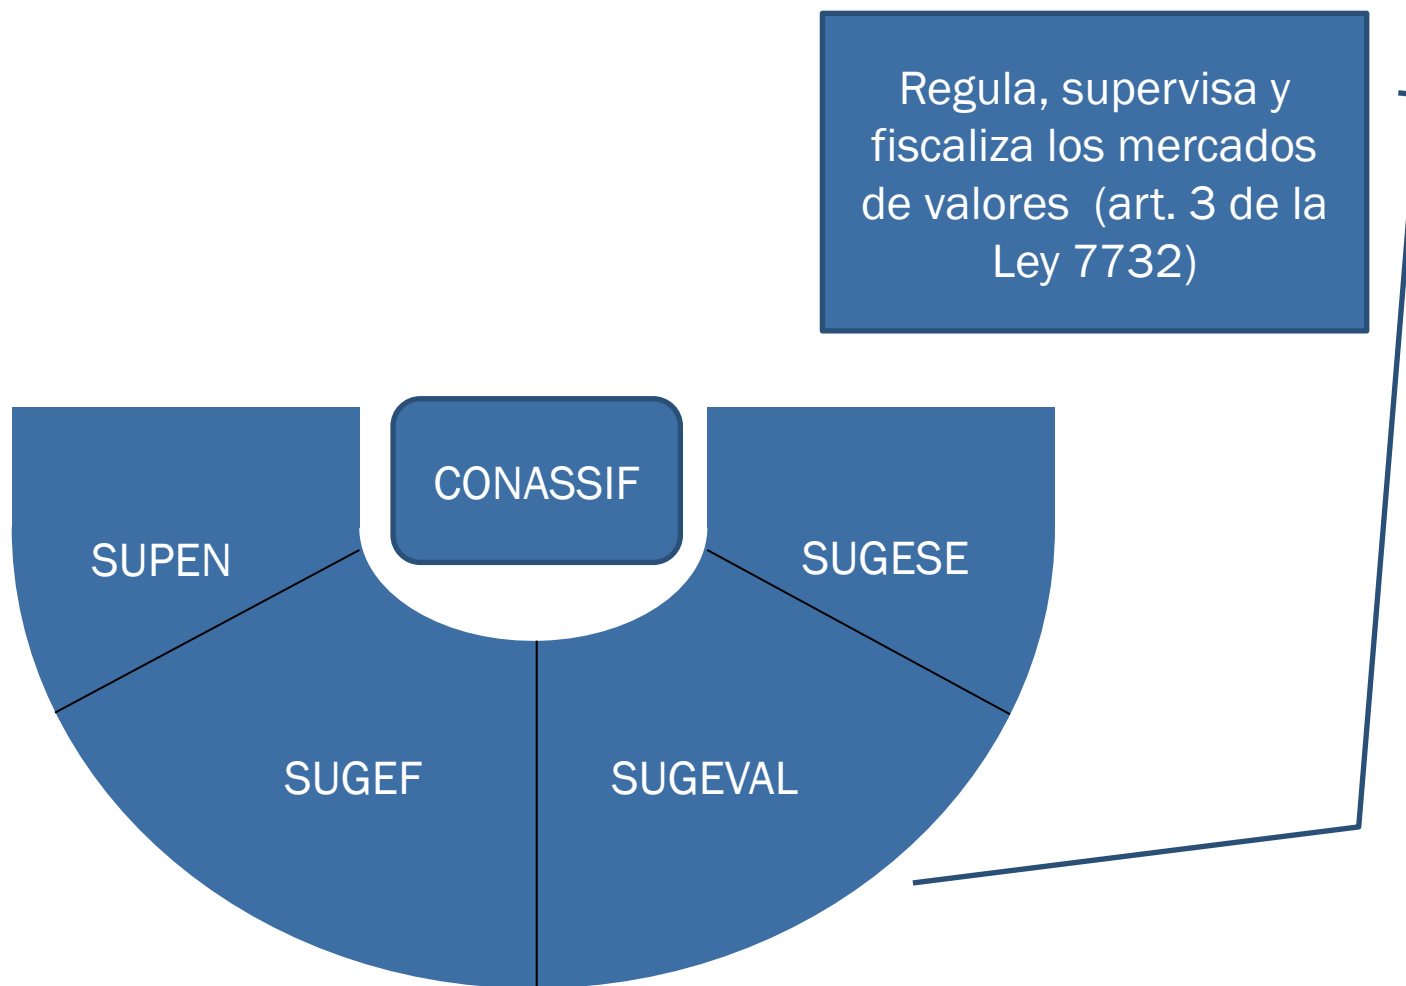 Regula, supervisa y
fiscaliza los mercados
de valores (art. 3 de la
Ley 7732)
CONASSIF
SUPEN
SUGESE
SUGEF
SUGEVAL